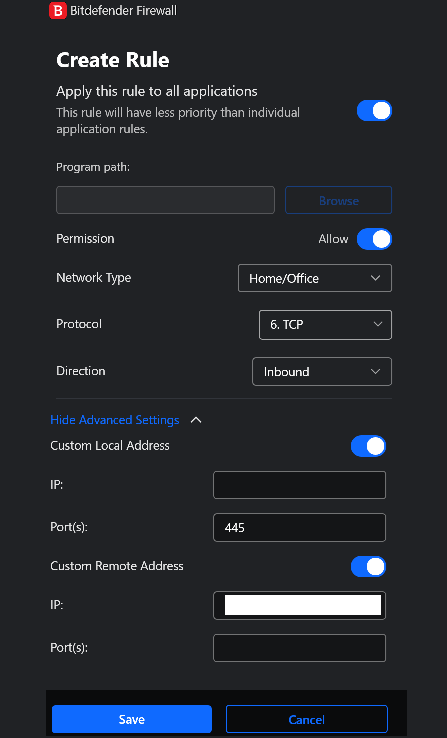 B Bitdefender Firewall
Create Rule
Apply this rule to all applications
This rule will have less priority than individual
application rules.
Program path:
Browse
Permission Allow
Network Type Home/Office
Protocol 6. TCP
Direction Inbound
Hide Advanced Settings
Custom Local Address
IP:
Port(s): 445
Custom Remote Address
IP:
Port(s):
Save Cancel